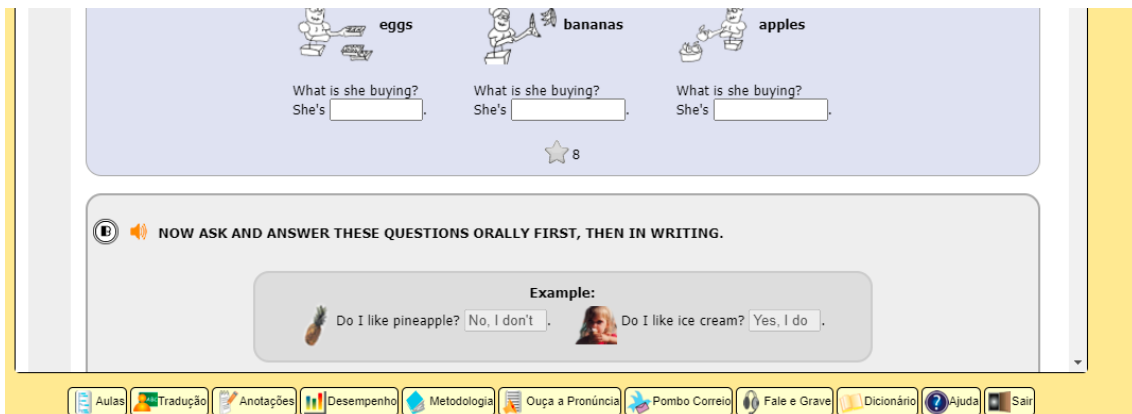 eggs bananas apples
What is she buying? What is she buying? What is she buying?
She's . She's . She's .
8
B NOW ASK AND ANSWER THESE QUESTIONS ORALLY FIRST, THEN IN WRITING.
Example:
Do I like pineapple? No, I don't . Do I like ice cream? Yes, I do .
Aulas Tradução Anotações Desempenho Metodologia Ouça a Pronúncia Pombo Correio Fale e Grave Dicionário Ajuda Sair